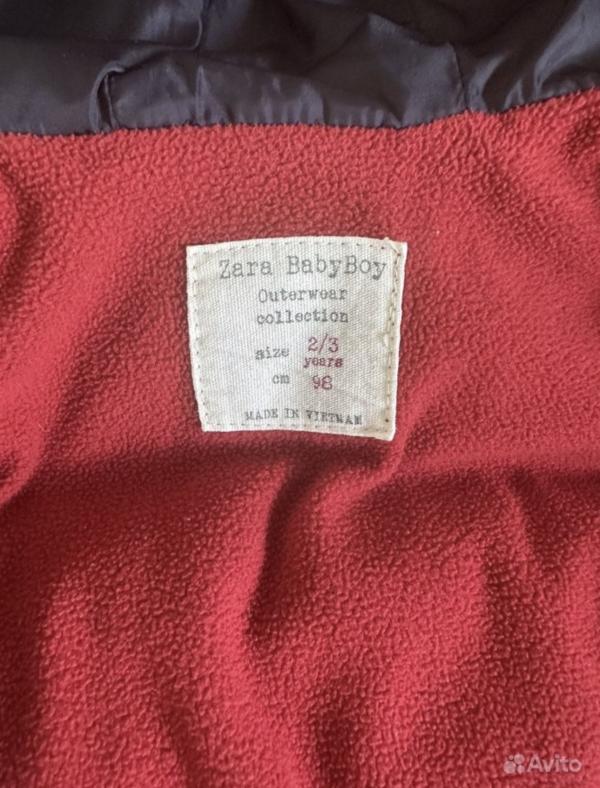 Zara BabyBoy
Outerwear
collection
size 2/3
years
cm 98
MADE IN VIETNAM
Avito